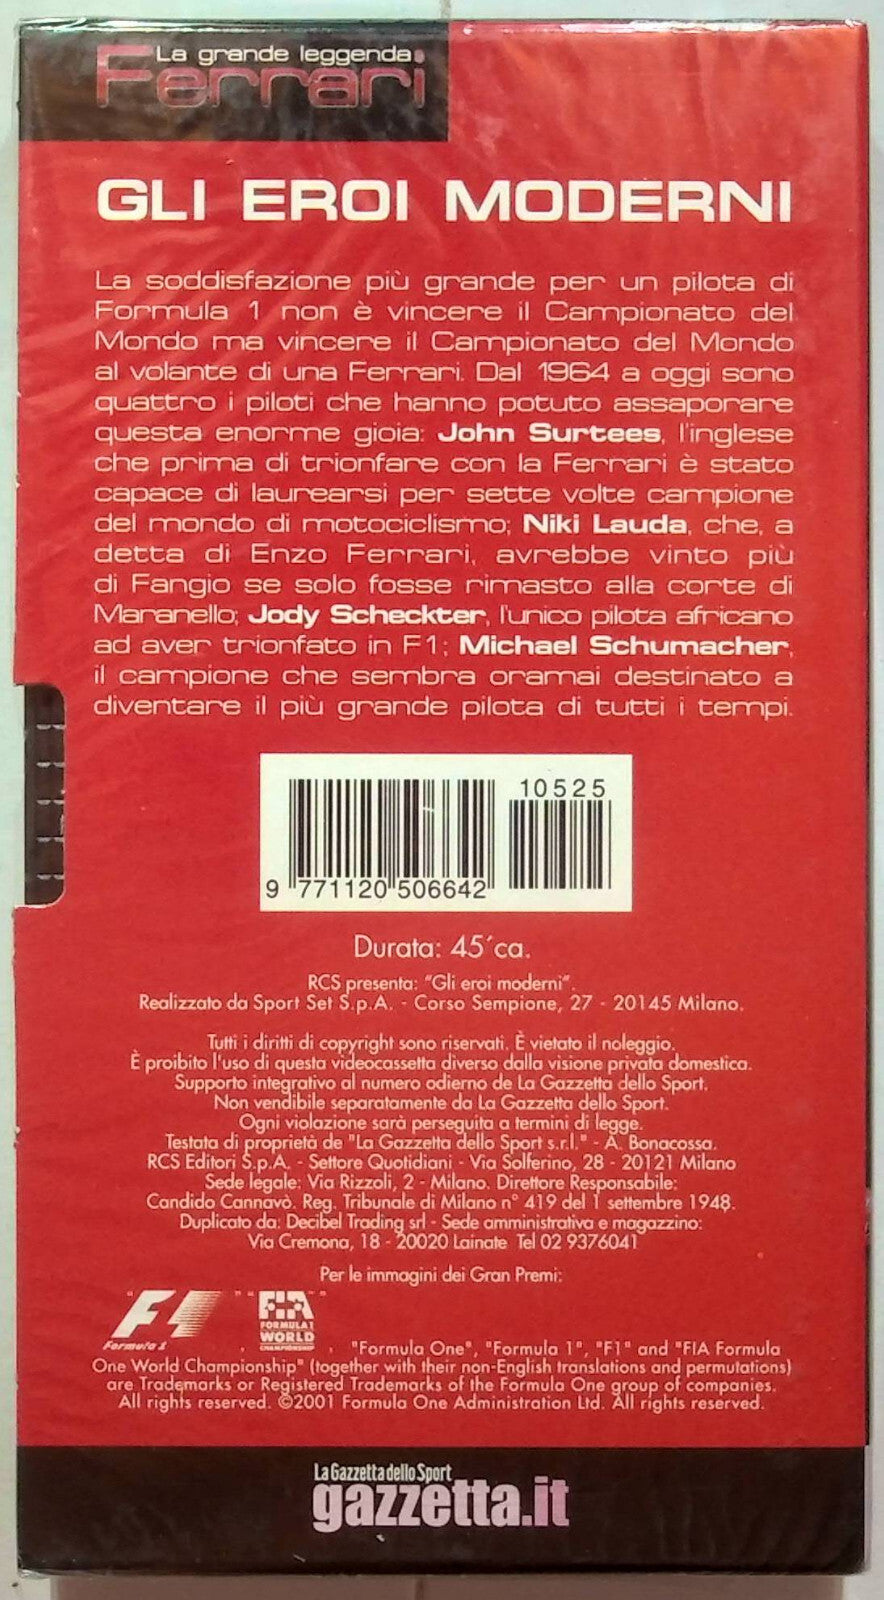 La grande leggenda
Ferrari
GLI EROI MODERNI
La soddisfazione più grande per un pilota di
Formula 1 non è vincere il Campionato del
Mondo ma vincere il Campionato del Mondo
al volante di una Ferrari. Dal 1964 a oggi sono
quattro i piloti che hanno potuto assaporare
questa enorme gioia: John Surtees, l'inglese
che prima di trionfare con la Ferrari è stato
capace di laurearsi per sette volte campione
del mondo di motociclismo; Niki Lauda, che, a
detta di Enzo Ferrari, avrebbe vinto più
di Fangio se solo fosse rimasto alla corte di
Maranello; Jody Scheckter, l'unico pilota africano
ad aver trionfato in F1; Michael Schumacher,
il campione che sembra oramai destinato a
diventare il più grande pilota di tutti i tempi.
10525
9 771120 506642
Durata: 45´ca.
RCS presenta: "Gli eroi moderni".
Realizzato da Sport Set S.p.A. - Corso Sempione, 27 - 20145 Milano.
Tutti i diritti di copyright sono riservati. È vietato il noleggio.
È proibito l'uso di questa videocassetta diverso dalla visione privata domestica.
Supporto integrativo al numero odierno de La Gazzetta dello Sport.
Non vendibile separatamente da La Gazzetta dello Sport.
Ogni violazione sarà perseguita a termini di legge.
Testata di proprietà de "La Gazzetta dello Sport s.r.l." - A. Bonacossa.
RCS Editori S.p.A. - Settore Quotidiani - Via Solferino, 28 - 20121 Milano
Sede legale: Via Rizzoli, 2 - Milano. Direttore Responsabile:
Candido Cannavò. Reg. Tribunale di Milano n° 419 del 1 settembre 1948.
Duplicato da: Decibel Trading srl - Sede amministrativa e magazzino:
Via Cremona, 18 - 20020 Lainate Tel 02 9376041
Per le immagini dei Gran Premi:
"F1 Formula 1" "FIA FORMULA 1 WORLD CHAMPIONSHIP", "Formula One", "Formula 1", "F1" and "FIA Formula
One World Championship" (together with their non-English translations and permutations)
are Trademarks or Registered Trademarks of the Formula One group of companies.
All rights reserved. ©2001 Formula One Administration Ltd. All rights reserved.
La Gazzetta dello Sport
gazzetta.it